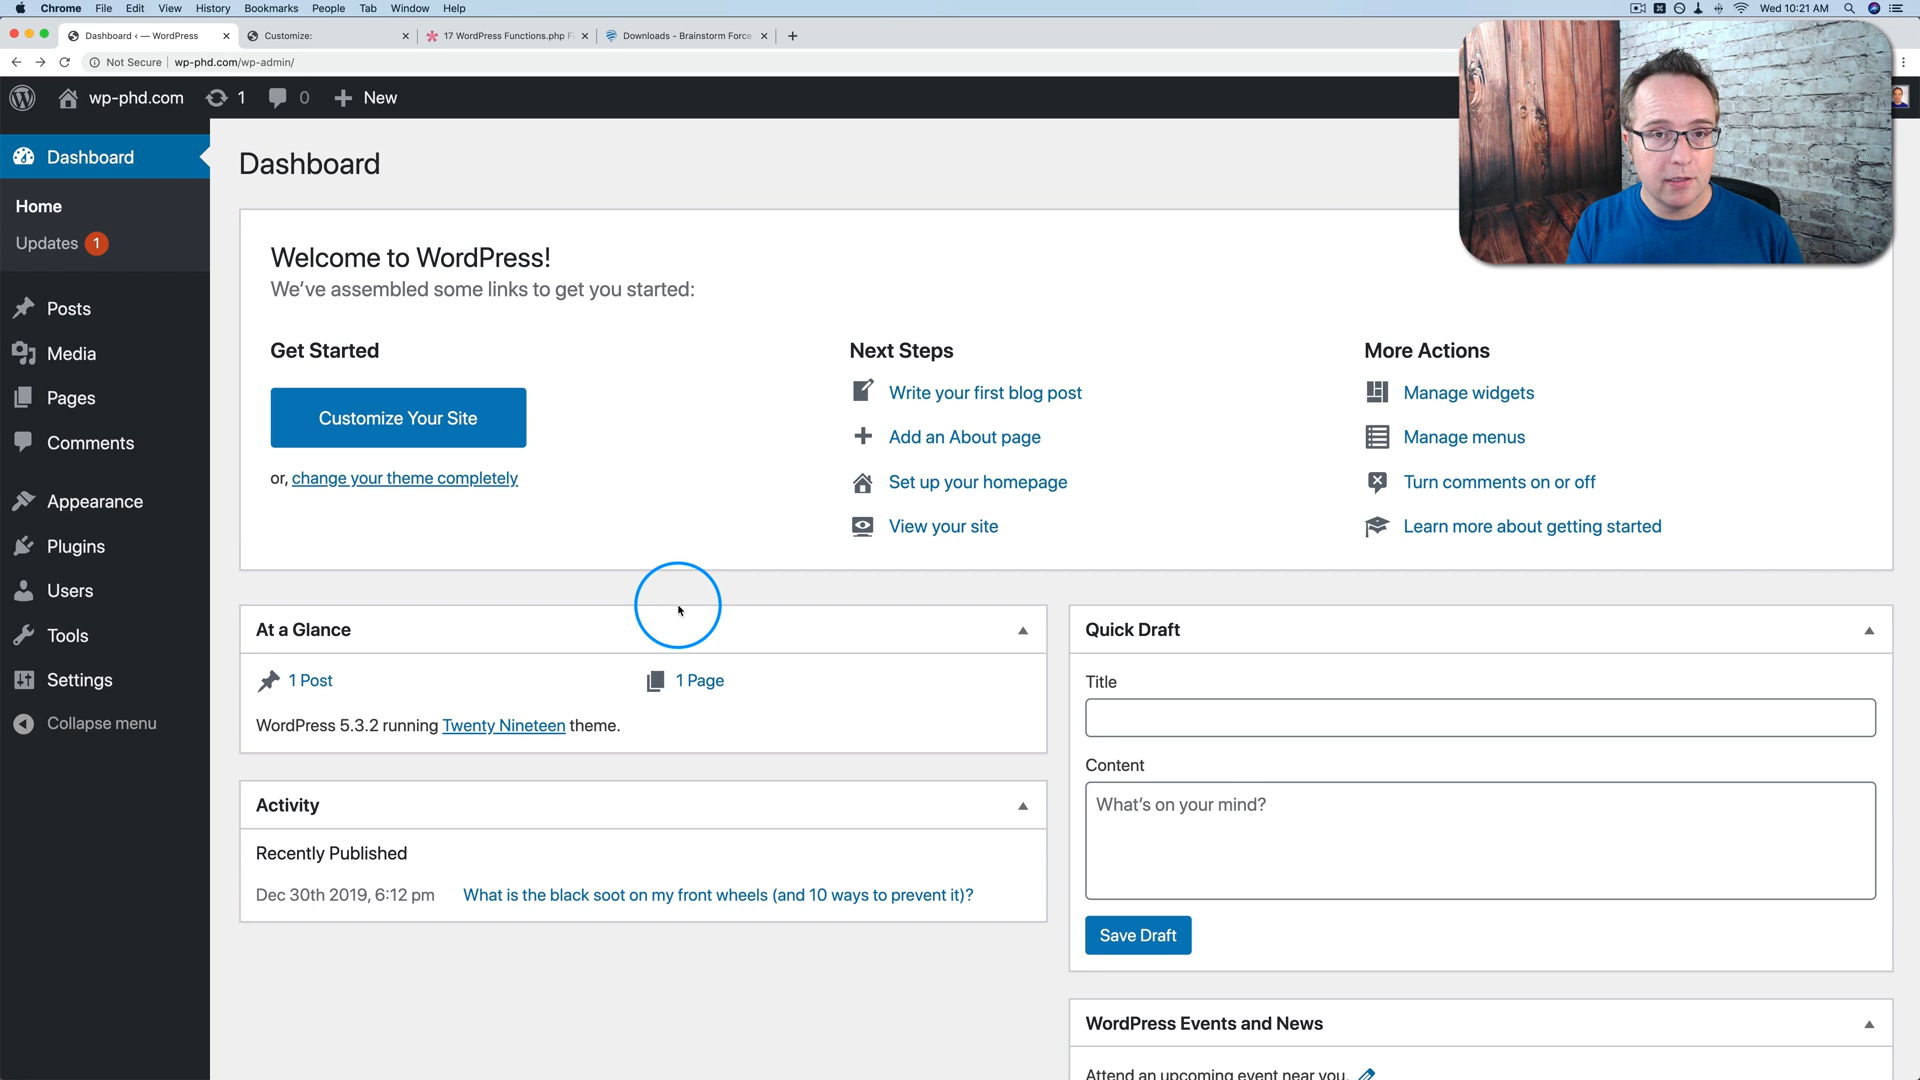 Chrome File Edit View History Bookmarks People Tab Window Help Wed 10:21 AM
Dashboard ‹ — WordPress Customize: 17 WordPress Functions.php F Downloads - Brainstorm Force
Not Secure wp-phd.com/wp-admin/
wp-phd.com 1 0 New
Dashboard
Home
Updates 1
Posts
Media
Pages
Comments
Appearance
Plugins
Users
Tools
Settings
Collapse menu
Dashboard
Welcome to WordPress!
We've assembled some links to get you started:
Get Started
Customize Your Site
or, change your theme completely
Next Steps
Write your first blog post
Add an About page
Set up your homepage
View your site
More Actions
Manage widgets
Manage menus
Turn comments on or off
Learn more about getting started
At a Glance
1 Post 1 Page
WordPress 5.3.2 running Twenty Nineteen theme.
Activity
Recently Published
Dec 30th 2019, 6:12 pm What is the black soot on my front wheels (and 10 ways to prevent it)?
Quick Draft
Title
Content
What's on your mind?
Save Draft
WordPress Events and News
Attend an upcoming event near you.